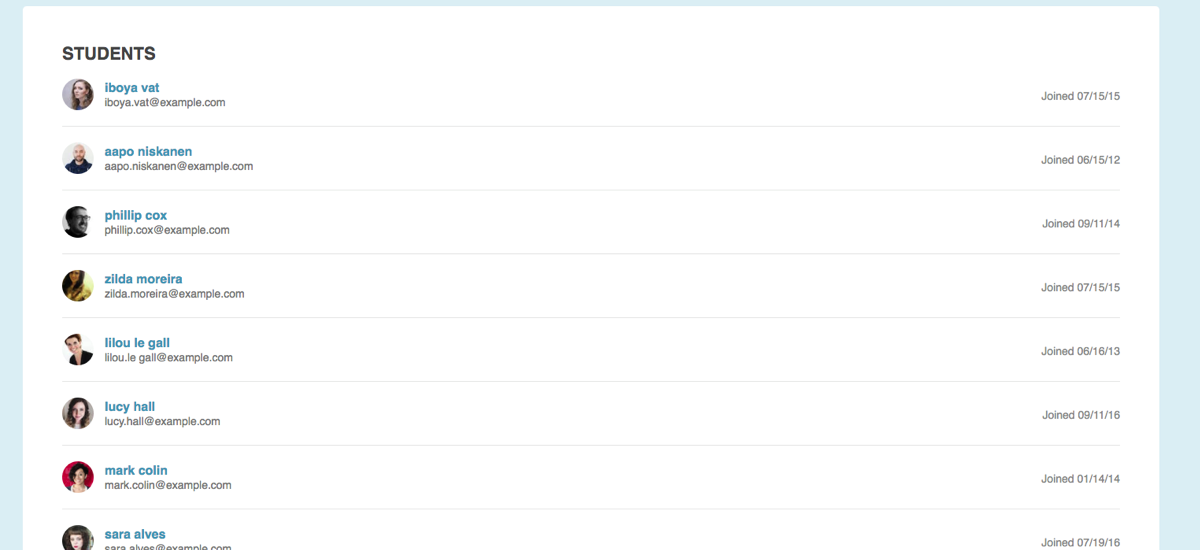 STUDENTS
iboya vat
iboya.vat@example.com
Joined 07/15/15
aapo niskanen
aapo.niskanen@example.com
Joined 06/15/12
phillip cox
phillip.cox@example.com
Joined 09/11/14
zilda moreira
zilda.moreira@example.com
Joined 07/15/15
lilou le gall
lilou.le gall@example.com
Joined 06/16/13
lucy hall
lucy.hall@example.com
Joined 09/11/16
mark colin
mark.colin@example.com
Joined 01/14/14
sara alves
sara.alves@example.com
Joined 07/19/16